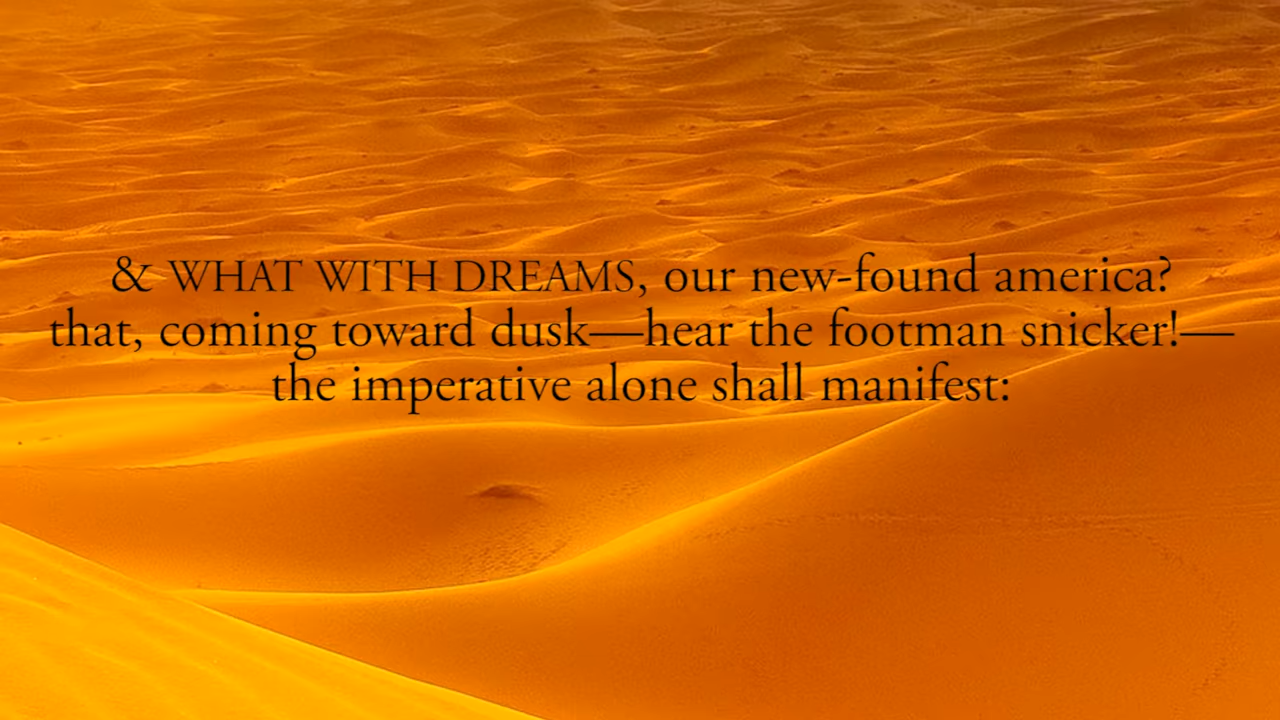 & WHAT WITH DREAMS, our new-found america?
that, coming toward dusk—hear the footman snicker!—
the imperative alone shall manifest: